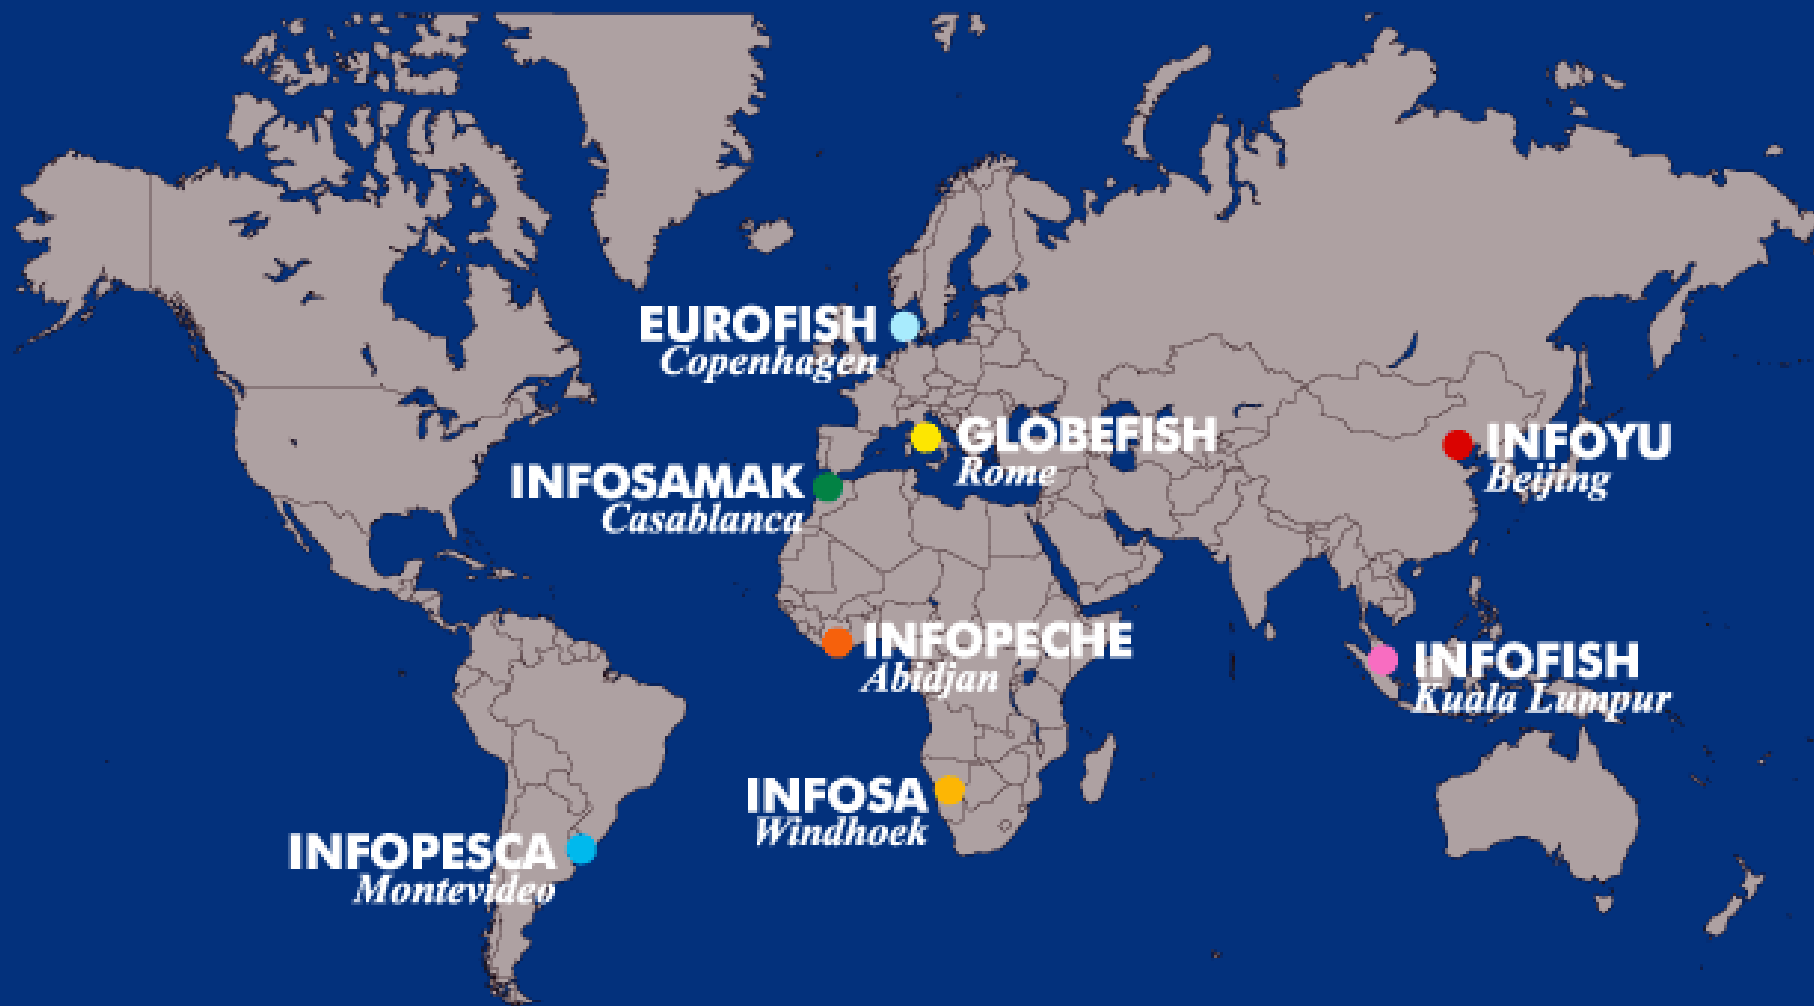 EUROFISH
Copenhagen
GLOBEFISH
Rome
INFOYU
Beijing
INFOSAMAK
Casablanca
INFOPECHE
Abidjan
INFOFISH
Kuala Lumpur
INFOSA
Windhoek
INFOPESCA
Montevideo